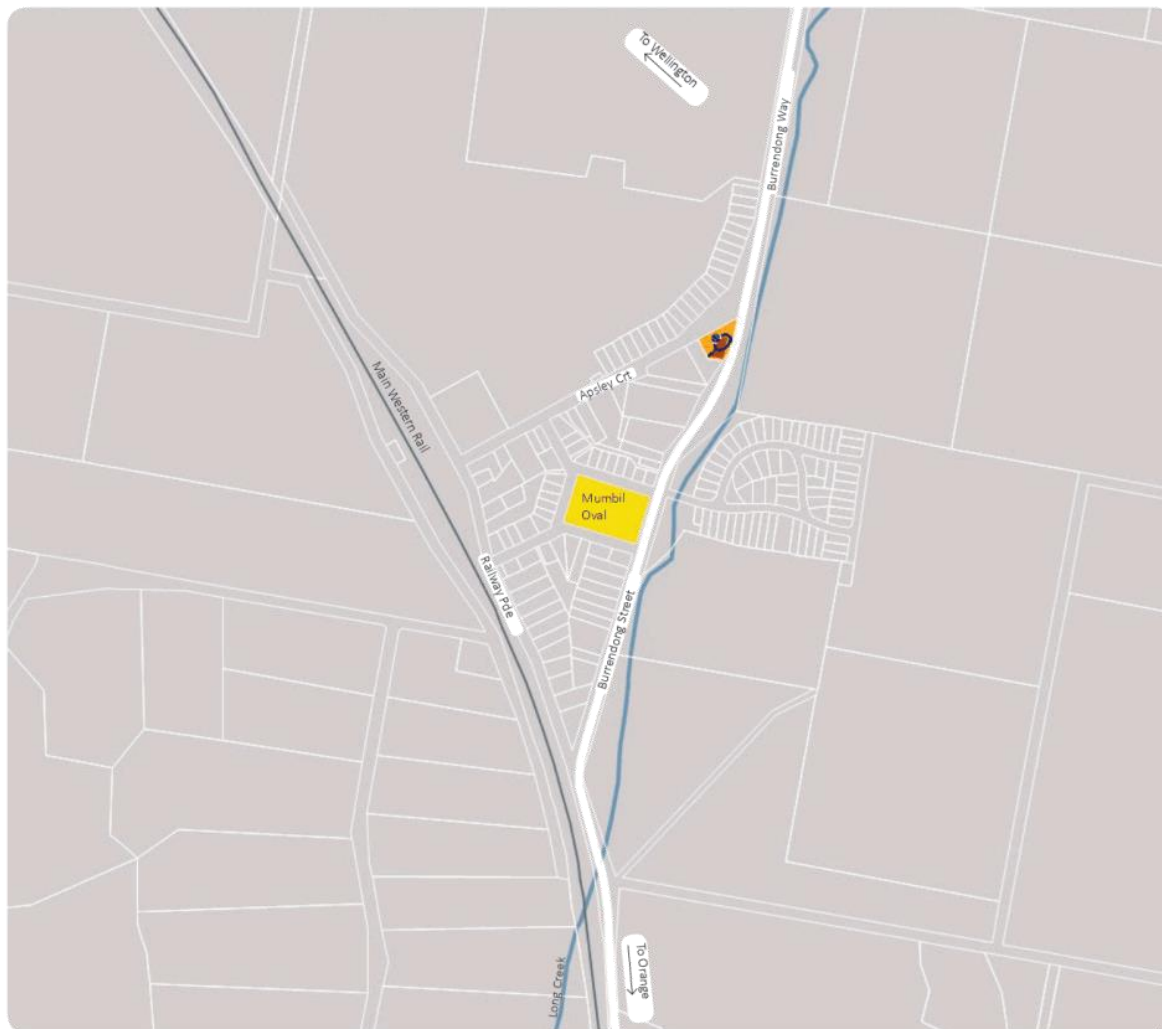 To Wellington
Burrendong Way
Main Western Rail
Apsley Crt
Mumbil
Oval
Railway Pde
Burrendong Street
To Orange
Long Creek